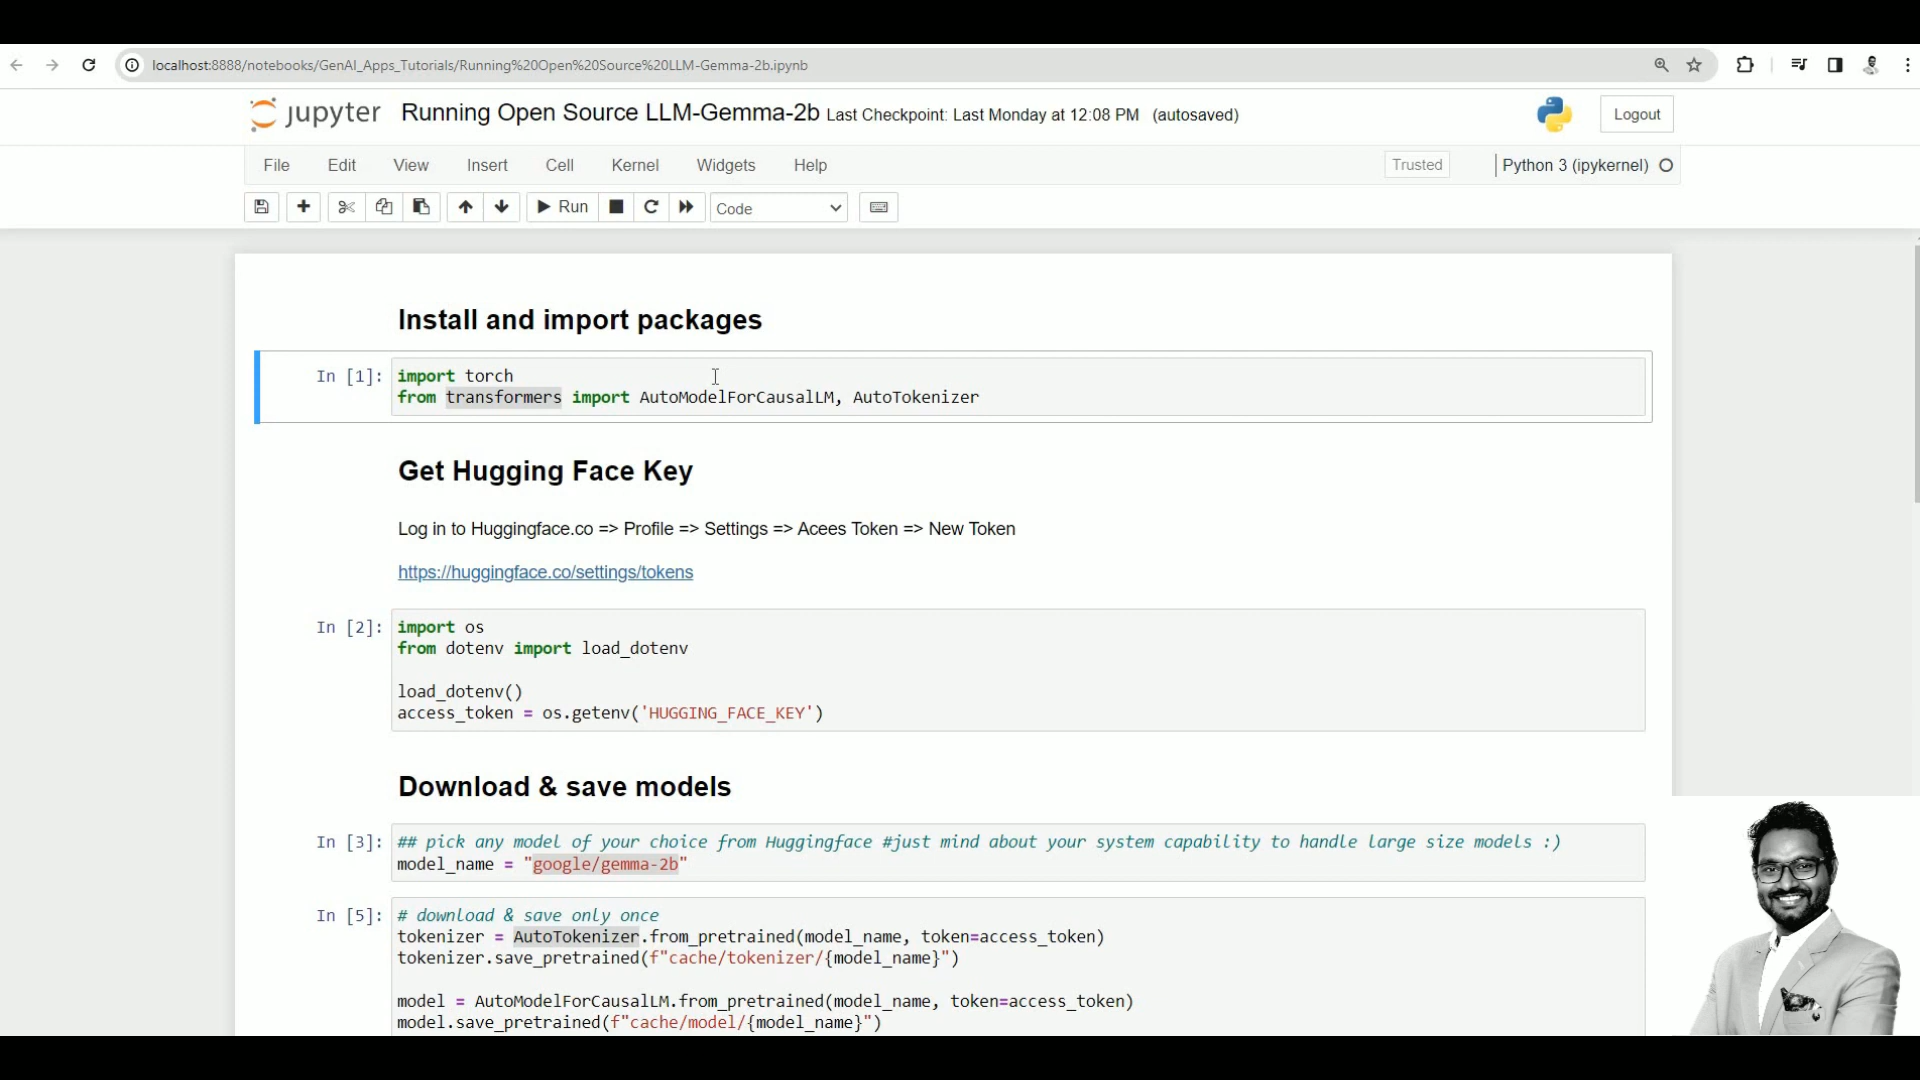 localhost:8888/notebooks/GenAI_Apps_Tutorials/Running%20Open%20Source%20LLM-Gemma-2b.ipynb
jupyter Running Open Source LLM-Gemma-2b Last Checkpoint: Last Monday at 12:08 PM (autosaved) Logout
File Edit View Insert Cell Kernel Widgets Help Trusted Python 3 (ipykernel)
Run Code
Install and import packages
In [1]: import torch
from transformers import AutoModelForCausalLM, AutoTokenizer
Get Hugging Face Key
Log in to Huggingface.co => Profile => Settings => Acees Token => New Token
https://huggingface.co/settings/tokens
In [2]: import os
from dotenv import load_dotenv
load_dotenv()
access_token = os.getenv('HUGGING_FACE_KEY')
Download & save models
In [3]: ## pick any model of your choice from Huggingface #just mind about your system capability to handle large size models :)
model_name = "google/gemma-2b"
In [5]: # download & save only once
tokenizer = AutoTokenizer.from_pretrained(model_name, token=access_token)
tokenizer.save_pretrained(f"cache/tokenizer/{model_name}")
model = AutoModelForCausalLM.from_pretrained(model_name, token=access_token)
model.save_pretrained(f"cache/model/{model_name}")